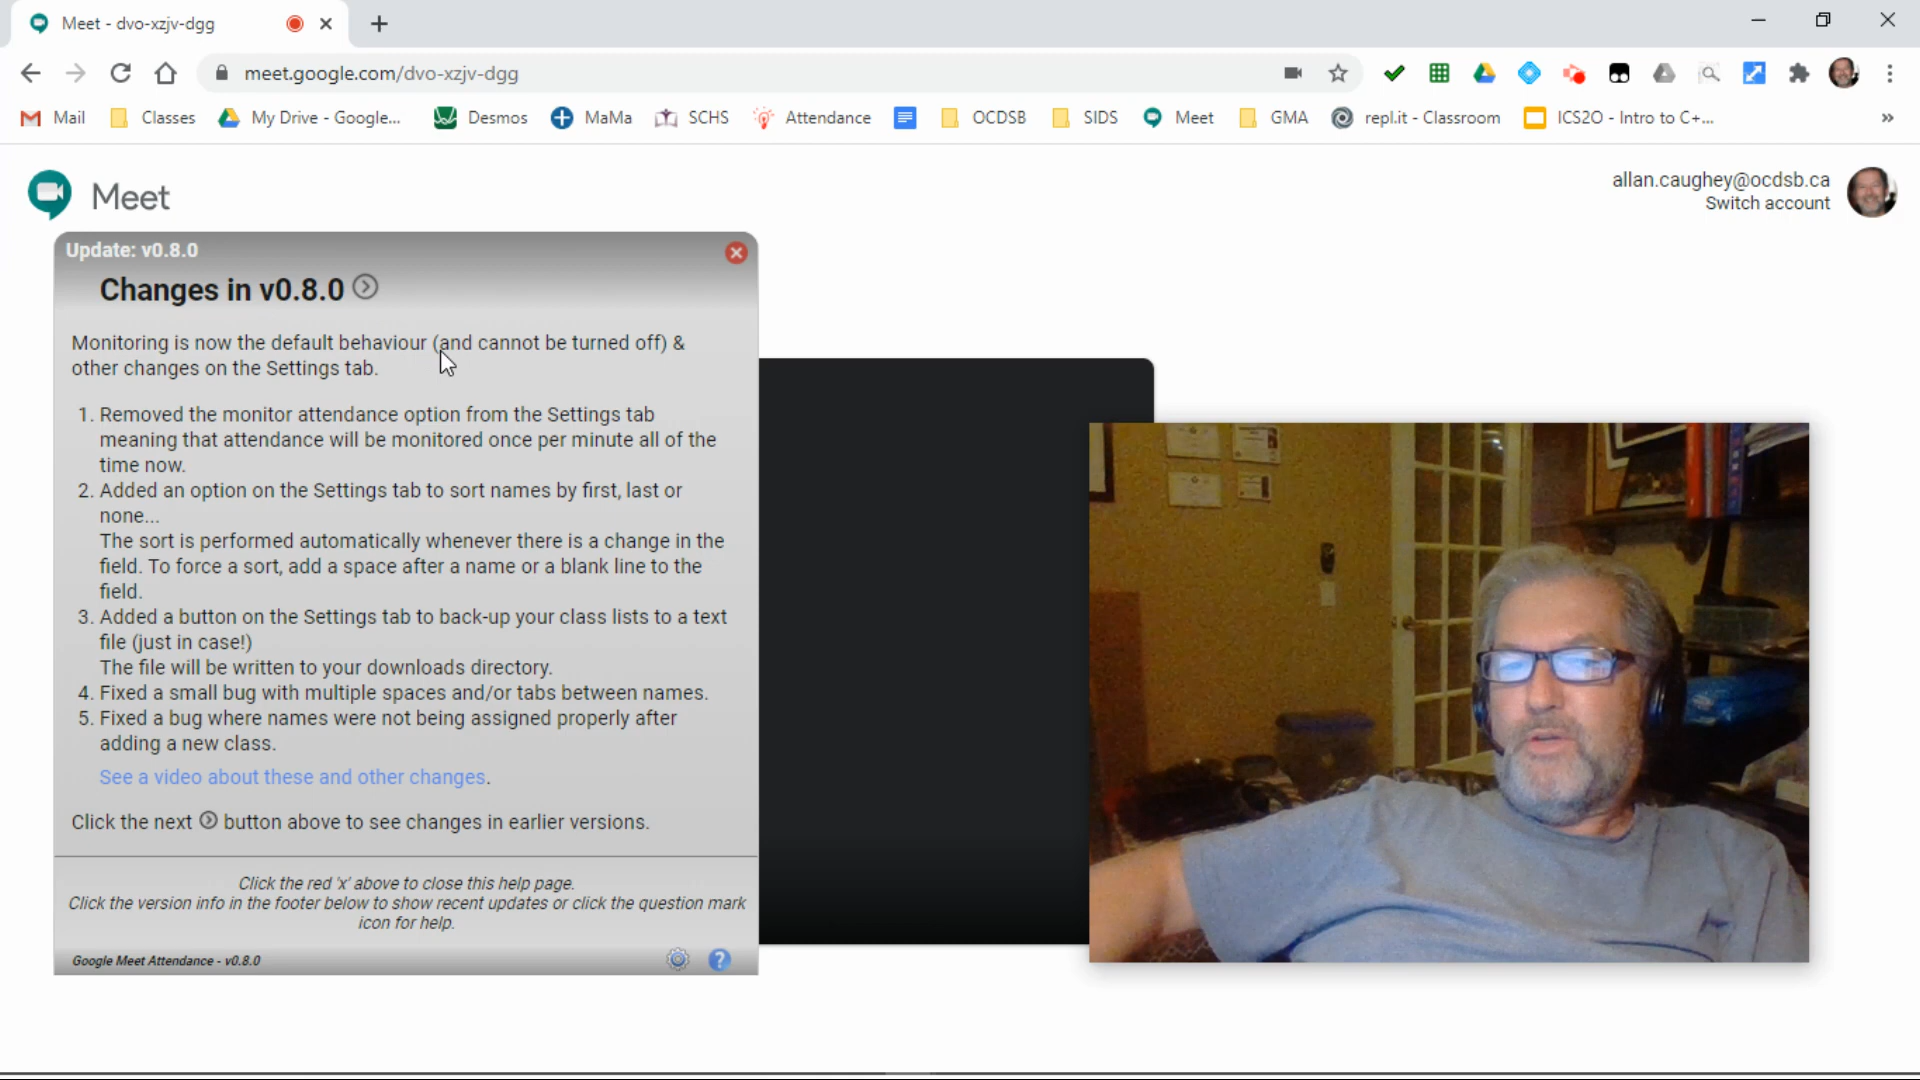 Meet - dvo-xzjv-dgg
meet.google.com/dvo-xzjv-dgg
Mail Classes My Drive - Google... Desmos MaMa SCHS Attendance OCDSB SIDS Meet GMA repl.it - Classroom ICS2O - Intro to C+... »
Meet
allan.caughey@ocdsb.ca
Switch account
Update: v0.8.0
Changes in v0.8.0
Monitoring is now the default behaviour (and cannot be turned off) &
other changes on the Settings tab.
1. Removed the monitor attendance option from the Settings tab
meaning that attendance will be monitored once per minute all of the
time now.
2. Added an option on the Settings tab to sort names by first, last or
none...
The sort is performed automatically whenever there is a change in the
field. To force a sort, add a space after a name or a blank line to the
field.
3. Added a button on the Settings tab to back-up your class lists to a text
file (just in case!)
The file will be written to your downloads directory.
4. Fixed a small bug with multiple spaces and/or tabs between names.
5. Fixed a bug where names were not being assigned properly after
adding a new class.
See a video about these and other changes.
Click the next button above to see changes in earlier versions.
Click the red 'x' above to close this help page.
Click the version info in the footer below to show recent updates or click the question mark
icon for help.
Google Meet Attendance - v0.8.0